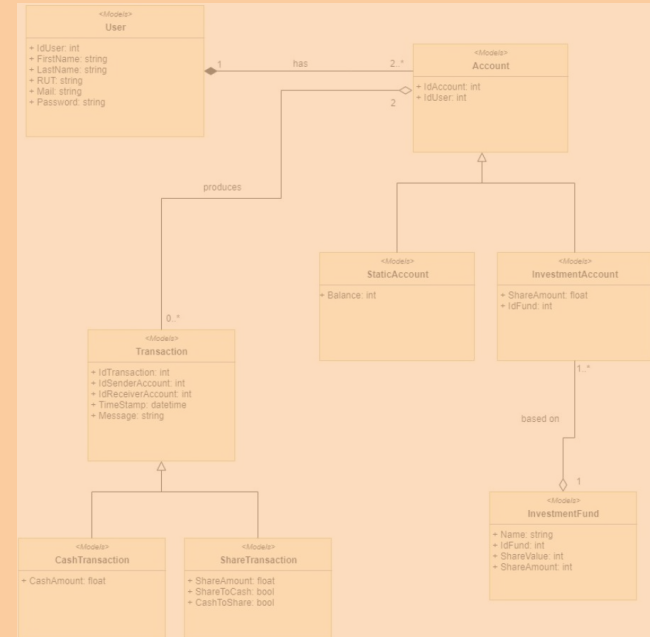 <Models>
User
+ IdUser: int
+ FirstName: string
+ LastName: string
+ RUT: string
+ Mail: string
+ Password: string
1
has
2..*
<Models>
Account
+ IdAccount: int
+ IdUser: int
2
produces
0..*
<Models>
StaticAccount
+ Balance: int
<Models>
InvestmentAccount
+ ShareAmount: float
+ IdFund: int
1..*
<Models>
Transaction
+ IdTransaction: int
+ IdSenderAccount: int
+ IdReceiverAccount: int
+ TimeStamp: datetime
+ Message: string
based on
1
<Models>
InvestmentFund
+ Name: string
+ IdFund: int
+ ShareValue: int
+ ShareAmount: int
<Models>
CashTransaction
+ CashAmount: float
<Models>
ShareTransaction
+ ShareAmount: float
+ ShareToCash: bool
+ CashToShare: bool